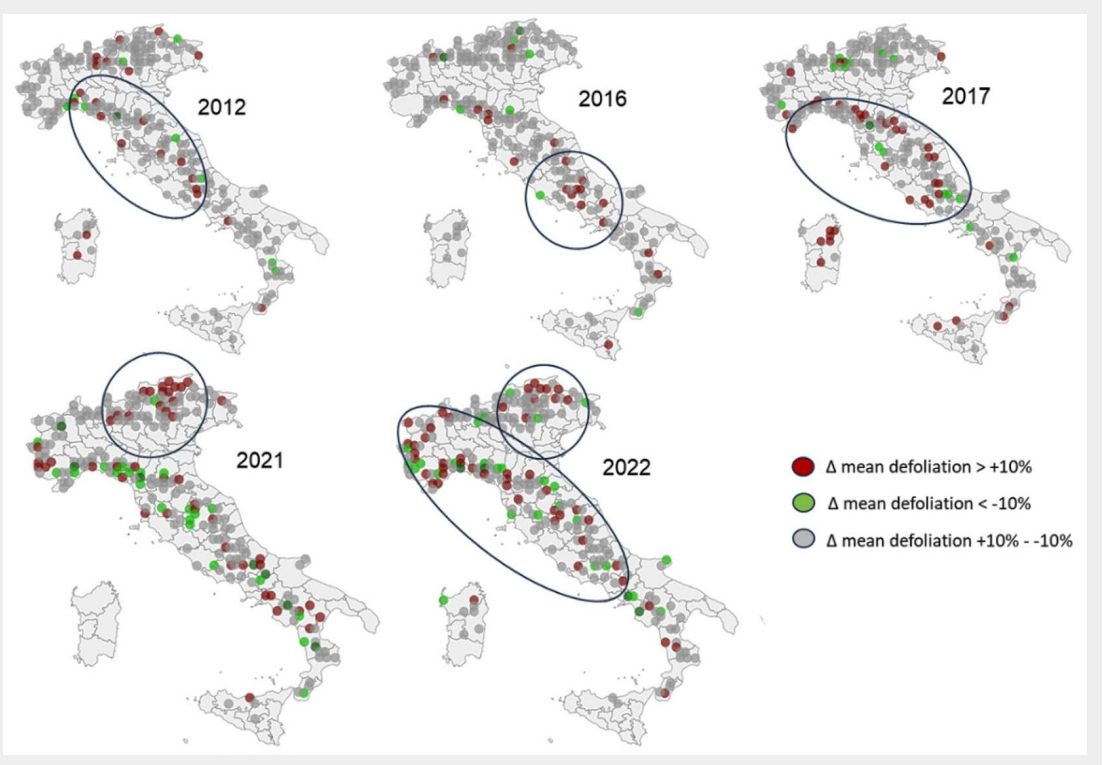 2012
2016
2017
2021
2022
Δ mean defoliation > +10%
Δ mean defoliation < -10%
Δ mean defoliation +10% - -10%